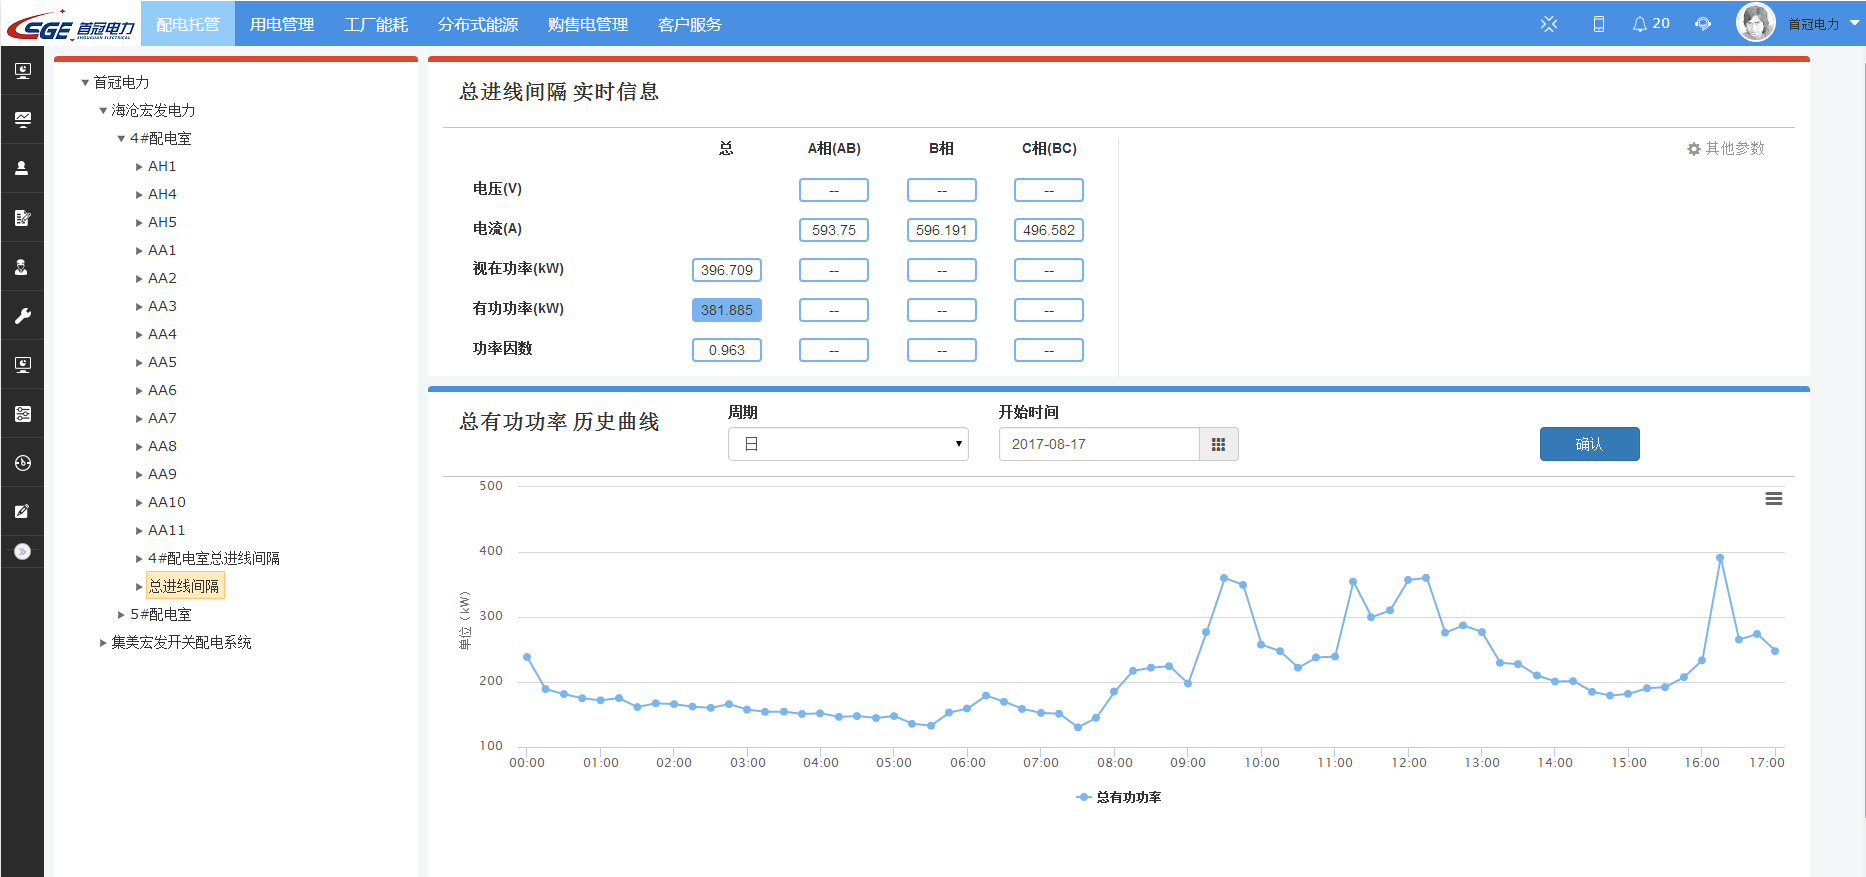 SGE 首冠电力
SHOUGUAN ELECTRICAL
配电托管 用电管理 工厂能耗 分布式能源 购售电管理 客户服务 20 首冠电力
首冠电力
海沧宏发电力
4#配电室
AH1
AH4
AH5
AA1
AA2
AA3
AA4
AA5
AA6
AA7
AA8
AA9
AA10
AA11
4#配电室总进线间隔
总进线间隔
5#配电室
集美宏发开关配电系统
总进线间隔 实时信息
总 A相(AB) B相 C相(BC) 其他参数
电压(V) -- -- --
电流(A) 593.75 596.191 496.582
视在功率(kW) 396.709 -- -- --
有功功率(kW) 381.885 -- -- --
功率因数 0.963 -- -- --
总有功功率 历史曲线
周期 开始时间
日 2017-08-17 确认
500
400
300
200
100
单位（kW）
00:00 01:00 02:00 03:00 04:00 05:00 06:00 07:00 08:00 09:00 10:00 11:00 12:00 13:00 14:00 15:00 16:00 17:00
总有功功率